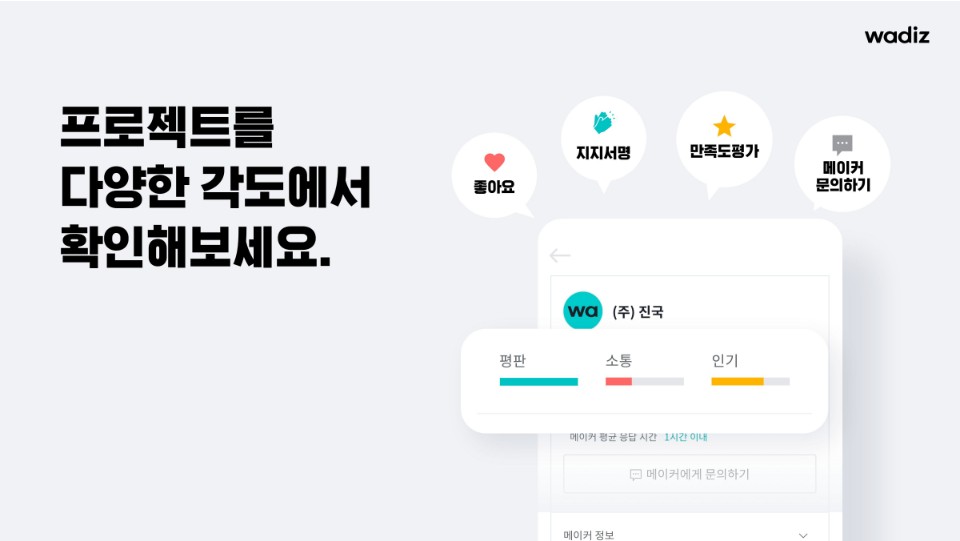 wadiz
프로젝트를
다양한 각도에서
확인해보세요.
좋아요
지지서명
만족도평가
메이커
문의하기
wa (주) 진국
평판 소통 인기
메이커 평균 응답 시간 1시간 이내
메이커에게 문의하기
메이커 정보